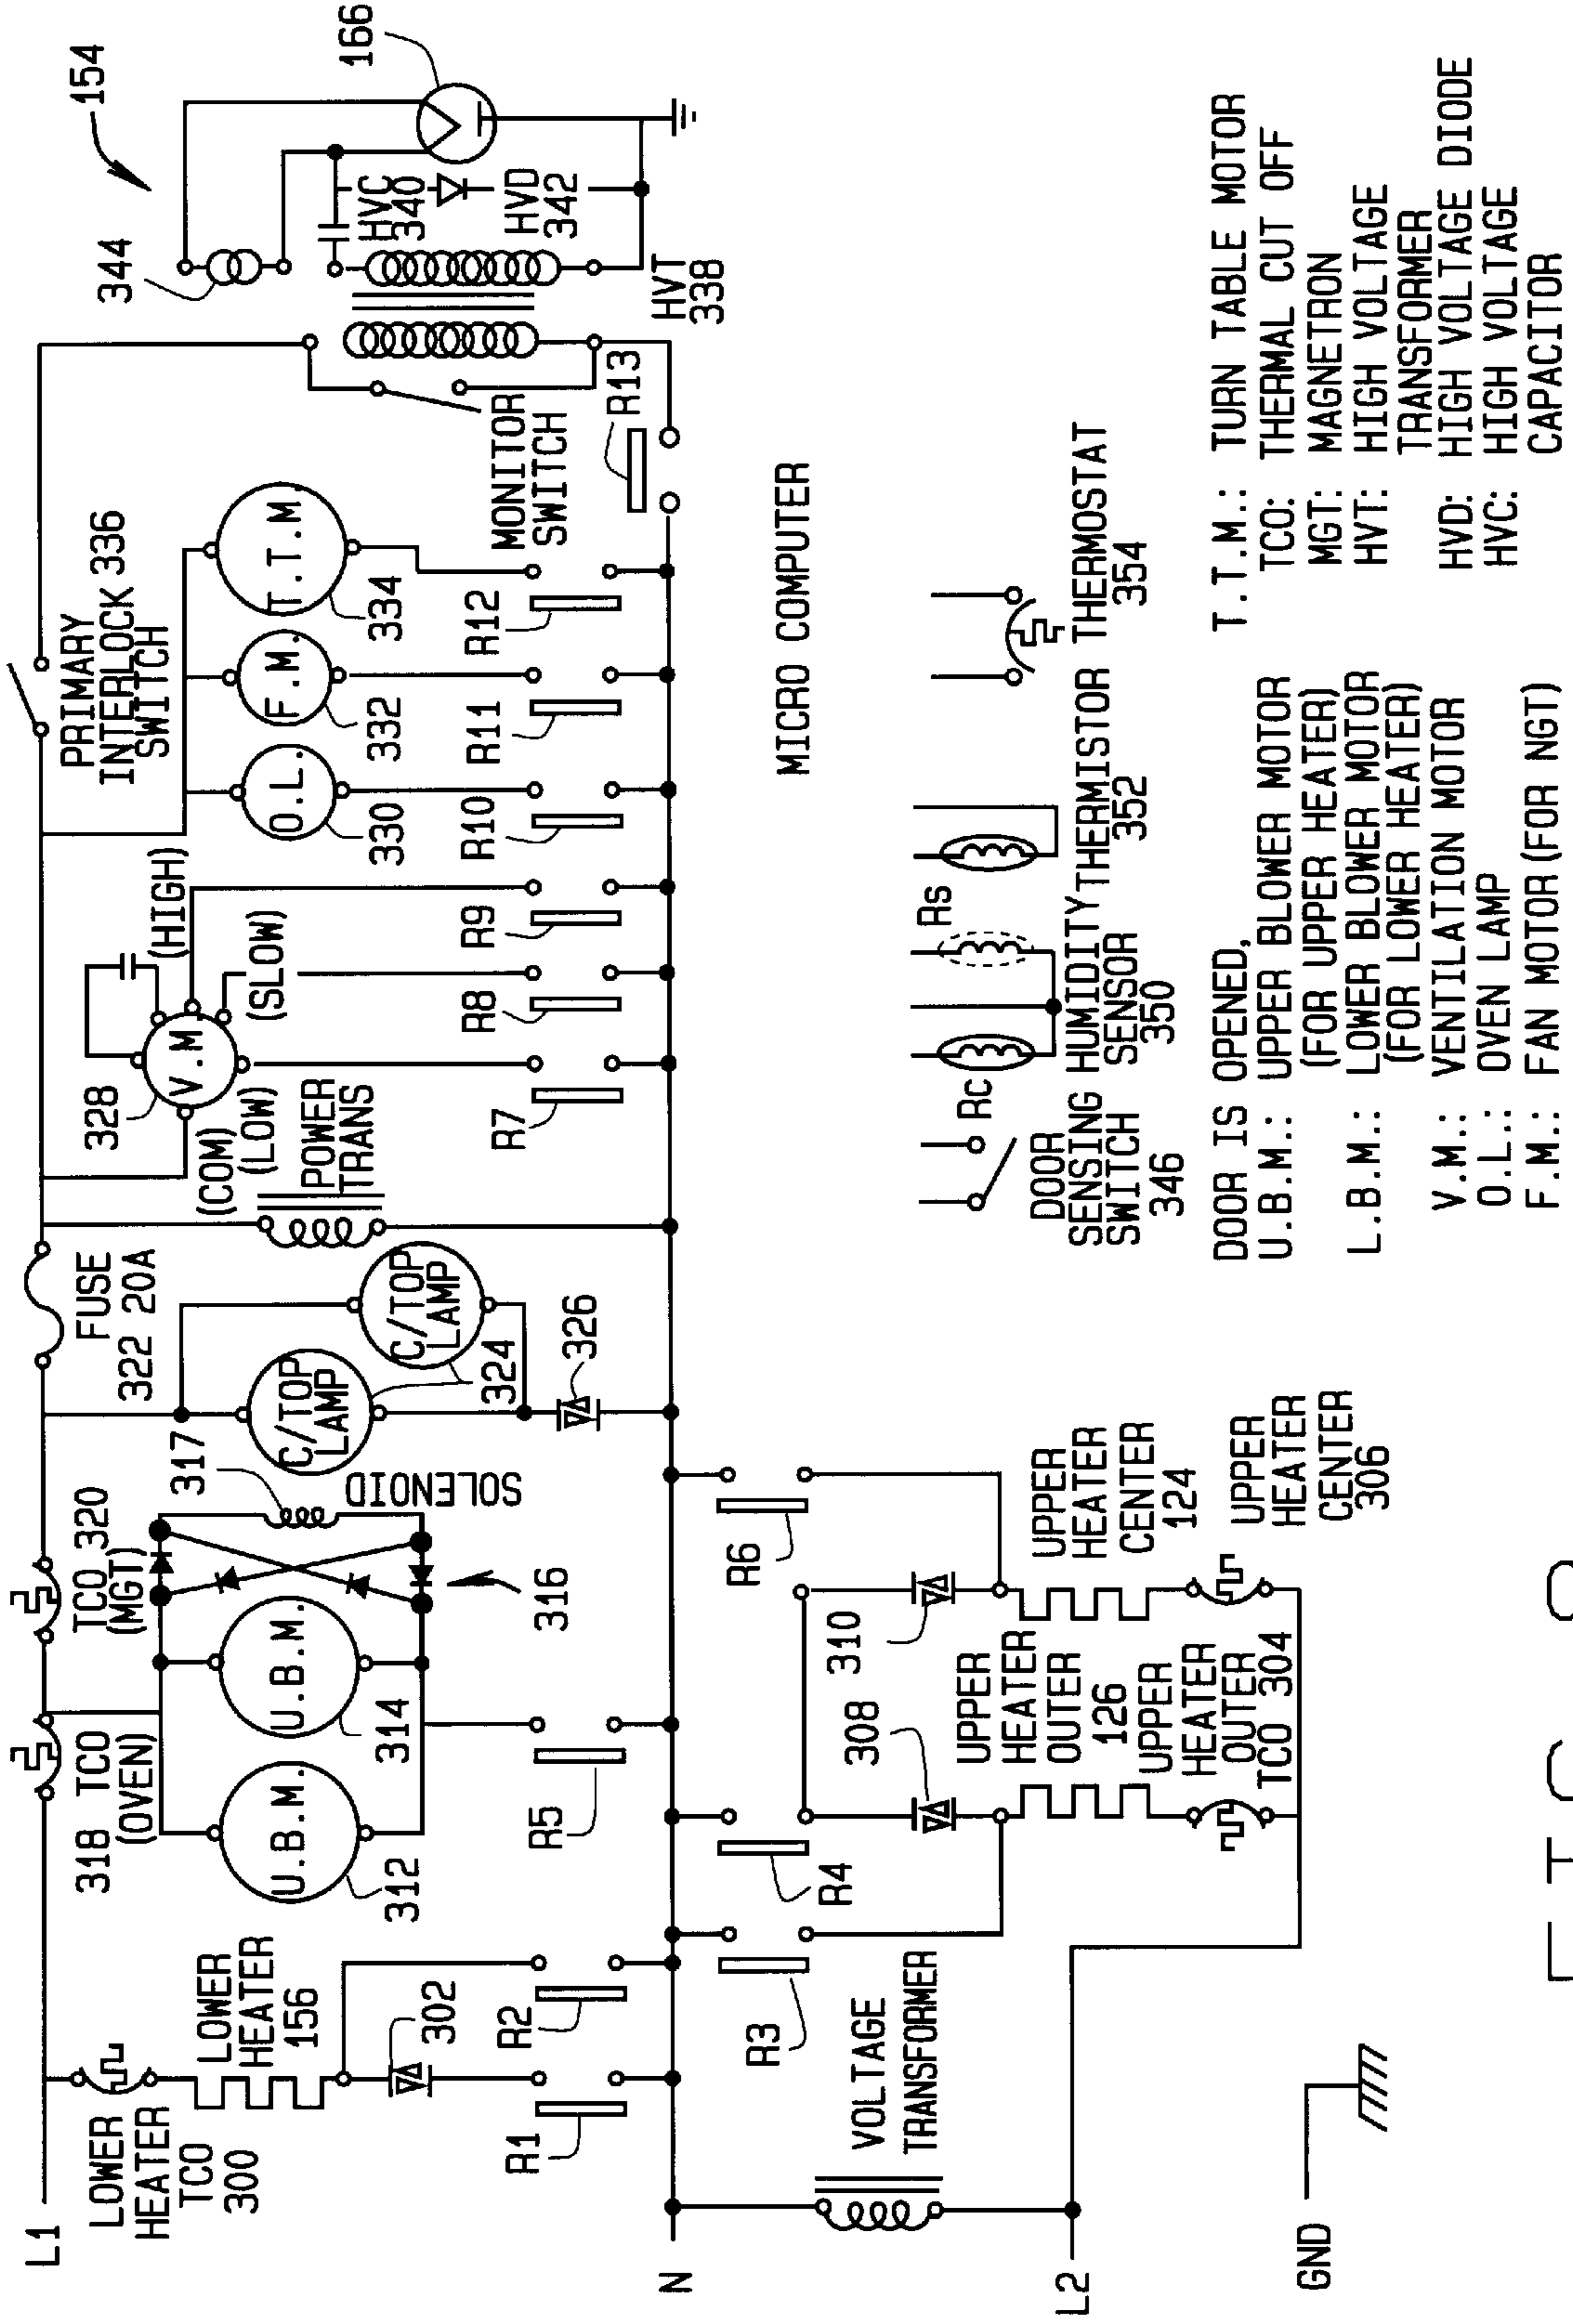 L1
LOWER
HEATER
TCO
300
LOWER
HEATER
156
302
R1
R2
318 TCO
(OVEN)
U.B.M.
312
U.B.M.
314
R5
TCO 320
(MGT)
316
317
SOLENOID
FUSE
322 20A
C/TOP
LAMP
C/TOP
LAMP
324
326
POWER
TRANS
328
V.M
(COM)
(LOW)
(SLOW)
(HIGH)
R7
R8
R9
PRIMARY
INTERLOCK 336
SWITCH
O.L.
330
F.M.
332
T.T.M.
334
R10
R11
R12
MONITOR
SWITCH
R13
HVT
338
344
HVC
340
HVD
342
154
166
N
VOLTAGE
TRANSFORMER
R3
R4
R6
308
310
UPPER
HEATER
OUTER
126
UPPER
HEATER
OUTER
TCO 304
UPPER
HEATER
CENTER
124
UPPER
HEATER
CENTER
306
L2
GND
MICRO COMPUTER
DOOR
SENSING
SWITCH
346
Rc
Rs
HUMIDITY
SENSOR
350
THERMISTOR
352
THERMOSTAT
354
DOOR IS OPENED,
U.B.M.: UPPER BLOWER MOTOR
(FOR UPPER HEATER)
L.B.M.: LOWER BLOWER MOTOR
(FOR LOWER HEATER)
V.M.: VENTILATION MOTOR
O.L.: OVEN LAMP
F.M.: FAN MOTOR (FOR NGT)
T.T.M.: TURN TABLE MOTOR
TCO: THERMAL CUT OFF
MGT: MAGNETRON
HVT: HIGH VOLTAGE
TRANSFORMER
HVD: HIGH VOLTAGE DIODE
HVC: HIGH VOLTAGE
CAPACITOR